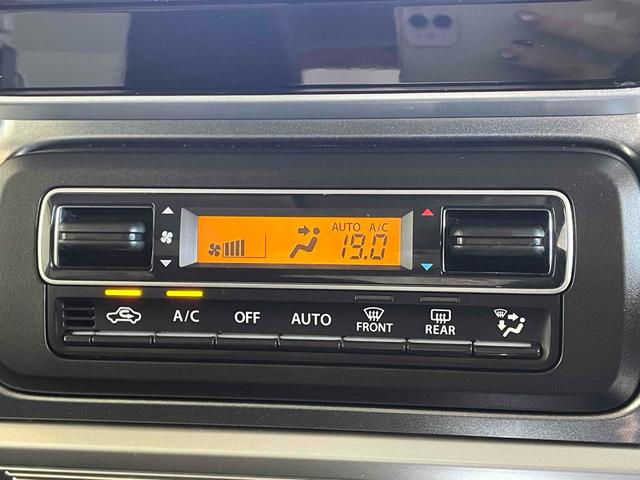 AUTO A/C
19.0
A/C OFF AUTO FRONT REAR